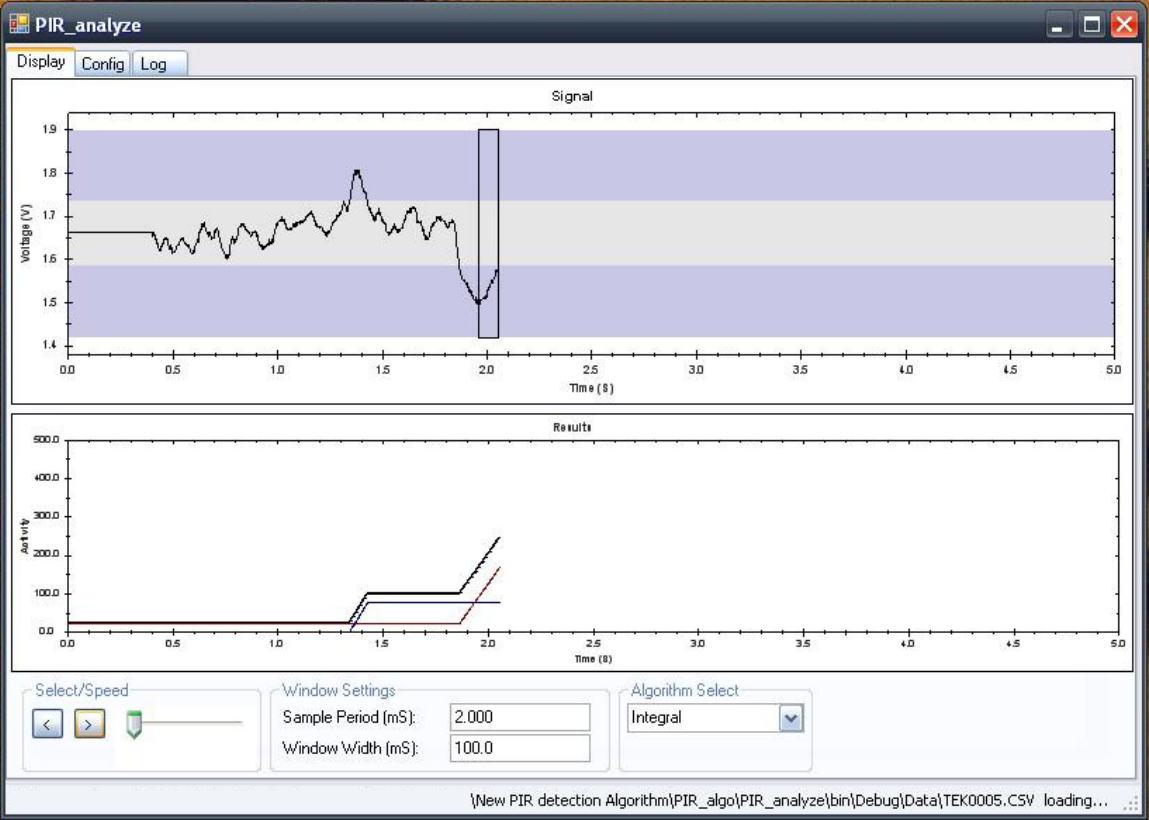 PIR_analyze
Display Config Log
Signal
1.9
1.8
1.7
1.6
1.5
1.4
Voltage (V)
0.0 0.5 1.0 1.5 2.0 2.5 3.0 3.5 4.0 4.5 5.0
Time (S)
Results
500.0
400.0
300.0
200.0
100.0
0.0
Activity
0.0 0.5 1.0 1.5 2.0 2.5 3.0 3.5 4.0 4.5 5.0
Time (S)
Select/Speed
< >
Window Settings
Sample Period (mS): 2.000
Window Width (mS): 100.0
Algorithm Select
Integral
\New PIR detection Algorithm\PIR_algo\PIR_analyze\bin\Debug\Data\TEK0005.CSV loading...